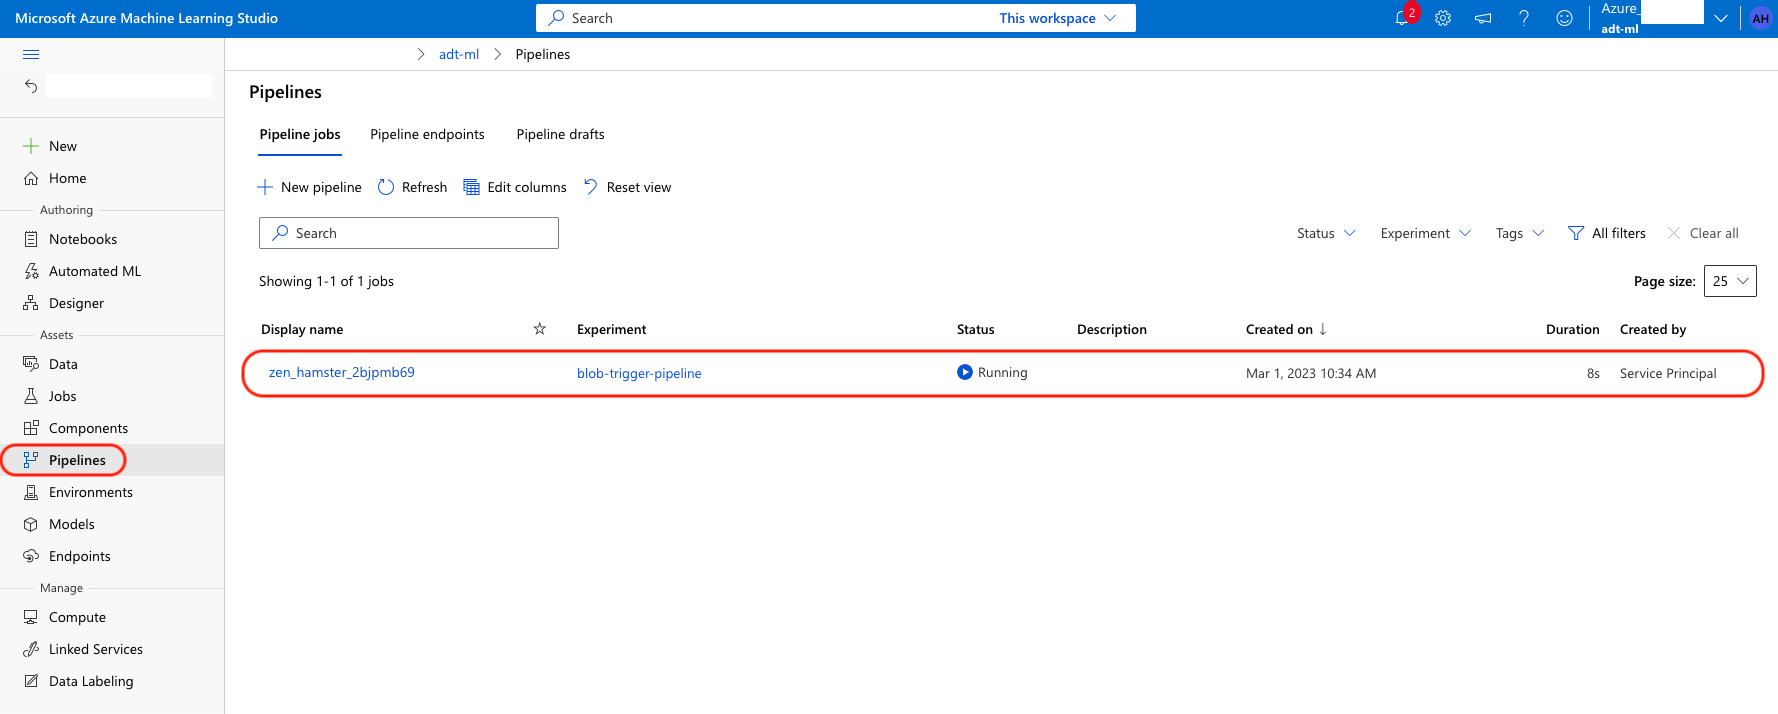 Microsoft Azure Machine Learning Studio
Search
This workspace
2
Azure_
adt-ml
AH
adt-ml
Pipelines
New
Home
Authoring
Notebooks
Automated ML
Designer
Assets
Data
Jobs
Components
Pipelines
Environments
Models
Endpoints
Manage
Compute
Linked Services
Data Labeling
Pipelines
Pipeline jobs Pipeline endpoints Pipeline drafts
New pipeline Refresh Edit columns Reset view
Search
Status Experiment Tags All filters Clear all
Showing 1-1 of 1 jobs
Page size: 25
Display name Experiment Status Description Created on Duration Created by
zen_hamster_2bjpmb69 blob-trigger-pipeline Running Mar 1, 2023 10:34 AM 8s Service Principal